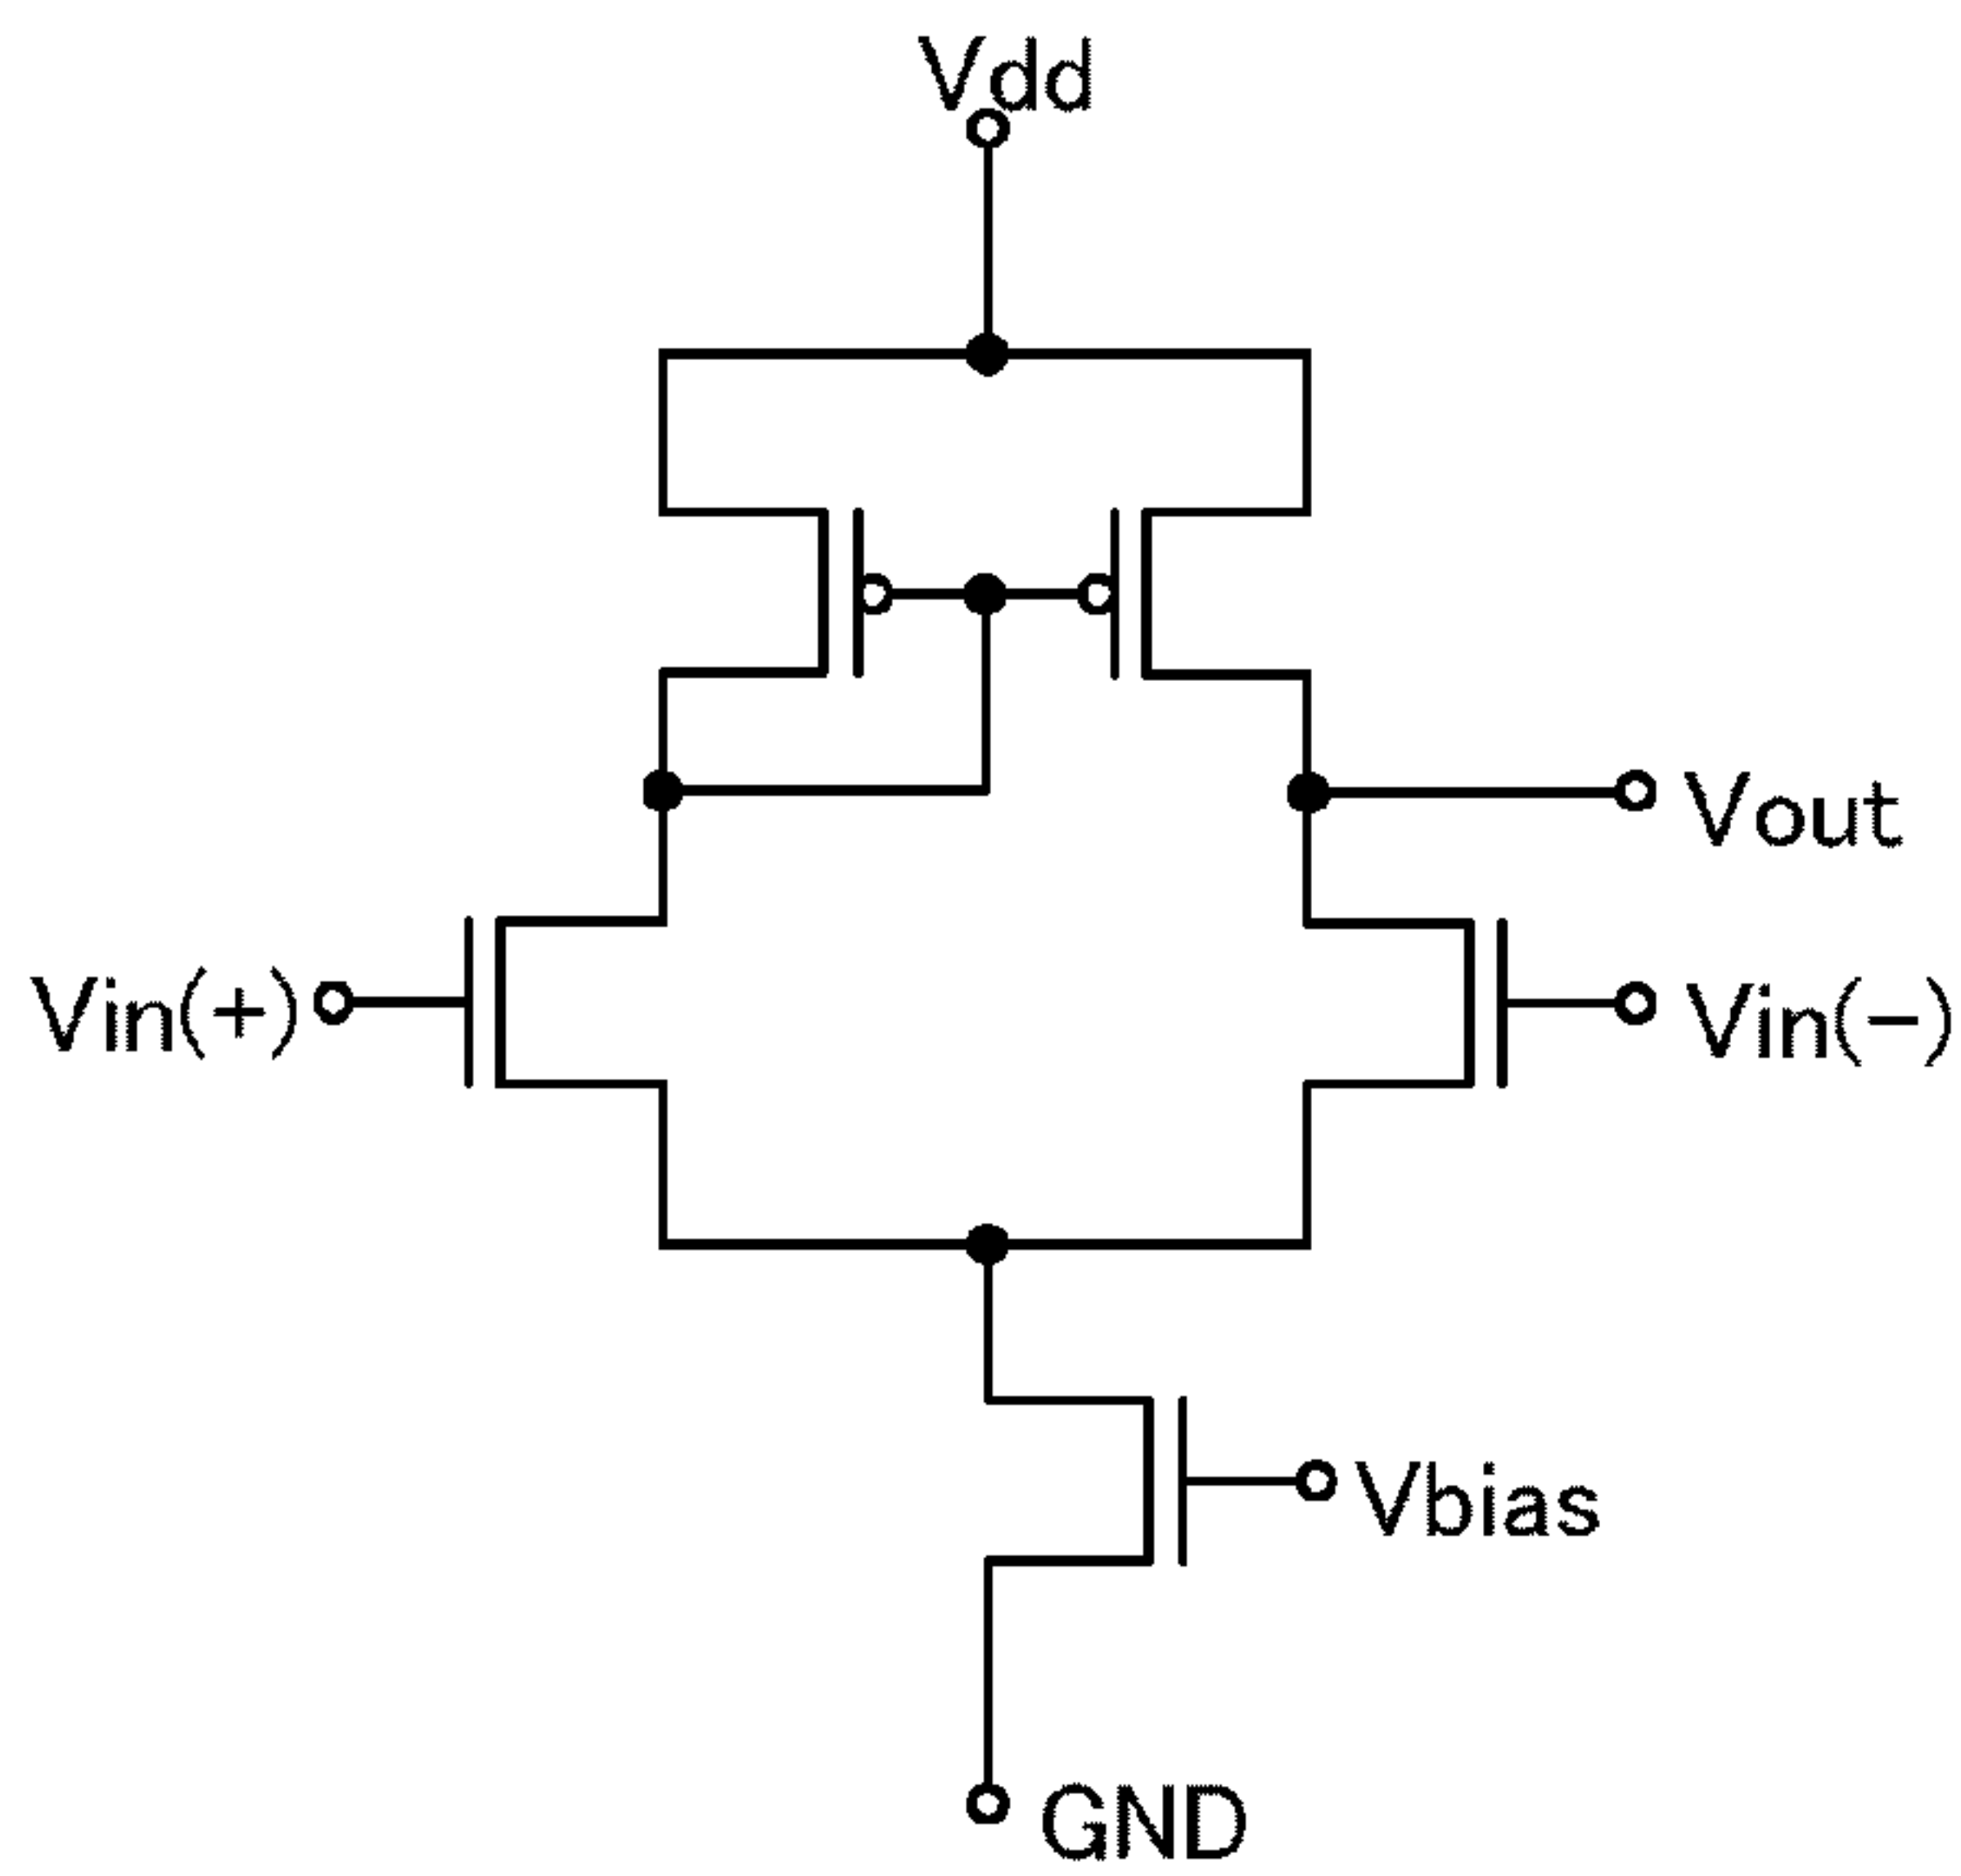 Vdd
Vout
Vin(+)
Vin(-)
Vbias
GND